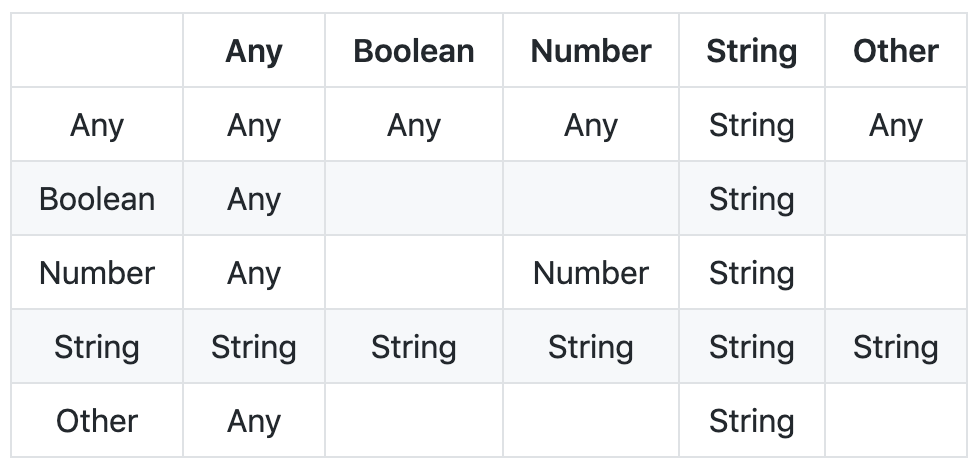 Any Boolean Number String Other
Any Any Any Any String Any
Boolean Any String
Number Any Number String
String String String String String String
Other Any String